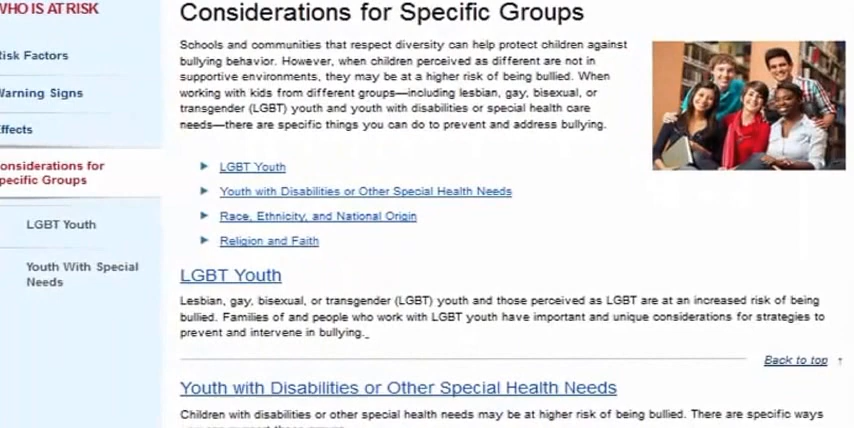 WHO IS AT RISK
Risk Factors
Warning Signs
Effects
Considerations for
Specific Groups
LGBT Youth
Youth With Special
Needs
Considerations for Specific Groups
Schools and communities that respect diversity can help protect children against
bullying behavior. However, when children perceived as different are not in
supportive environments, they may be at a higher risk of being bullied. When
working with kids from different groups—including lesbian, gay, bisexual, or
transgender (LGBT) youth and youth with disabilities or special health care
needs—there are specific things you can do to prevent and address bullying.
LGBT Youth
Youth with Disabilities or Other Special Health Needs
Race, Ethnicity, and National Origin
Religion and Faith
LGBT Youth
Lesbian, gay, bisexual, or transgender (LGBT) youth and those perceived as LGBT are at an increased risk of being
bullied. Families of and people who work with LGBT youth have important and unique considerations for strategies to
prevent and intervene in bullying.
Back to top ↑
Youth with Disabilities or Other Special Health Needs
Children with disabilities or other special health needs may be at higher risk of being bullied. There are specific ways